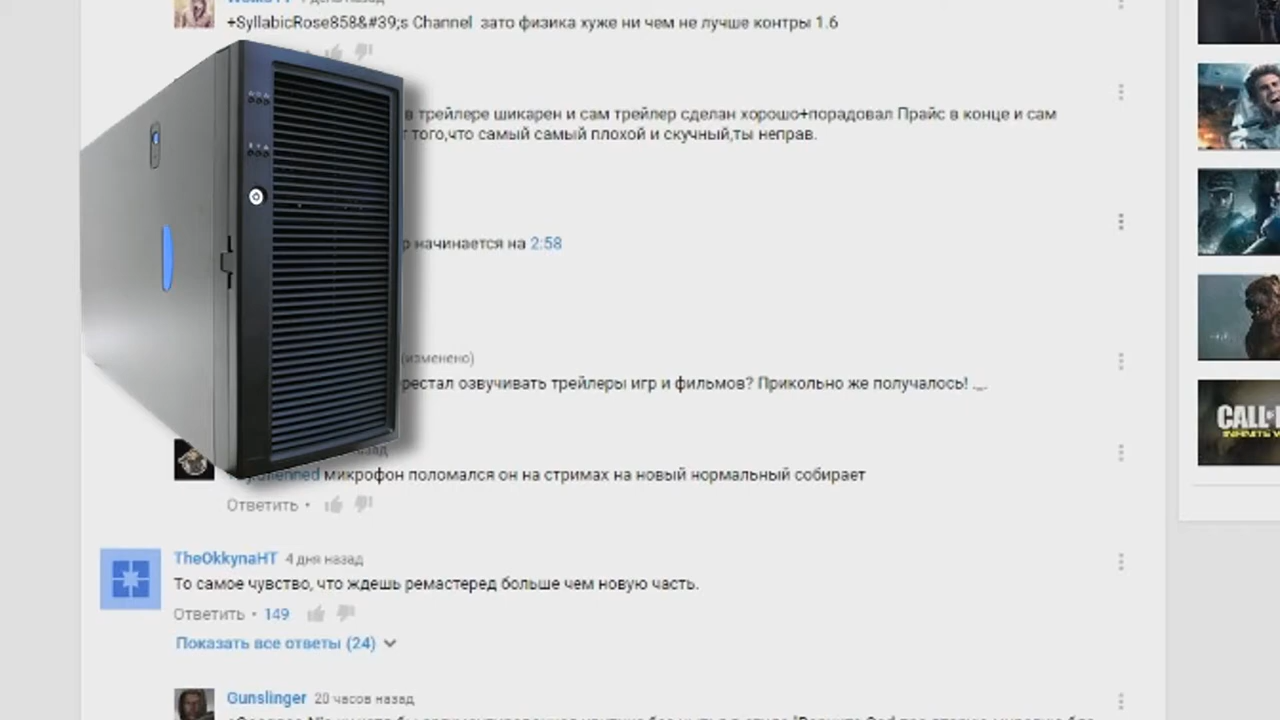 1 день назад
+SyllabicRose858&#39;s Channel зато физика хуже ни чем не лучше контры 1.6
в трейлере шикарен и сам трейлер сделан хорошо+порадовал Прайс в конце и сам
того,что самый самый плохой и скучный,ты неправ.
начинается на 2:58
(изменено)
озвучивать трейлеры игр и фильмов? Прикольно же получалось! ._.
микрофон поломался он на стримах на новый нормальный собирает
Ответить •
TheOkkynaHT 4 дня назад
То самое чувство, что ждешь ремастеред больше чем новую часть.
Ответить • 149
Показать все ответы (24)
Gunslinger 20 часов назад
CALL